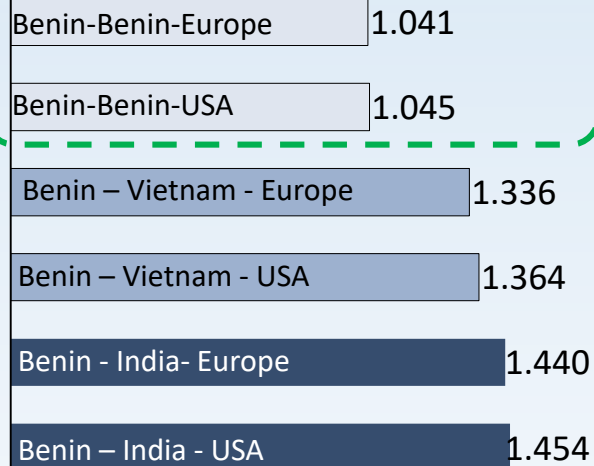 Benin-Benin-Europe 1.041
Benin-Benin-USA 1.045
Benin – Vietnam - Europe 1.336
Benin – Vietnam - USA 1.364
Benin - India- Europe 1.440
Benin – India - USA 1.454